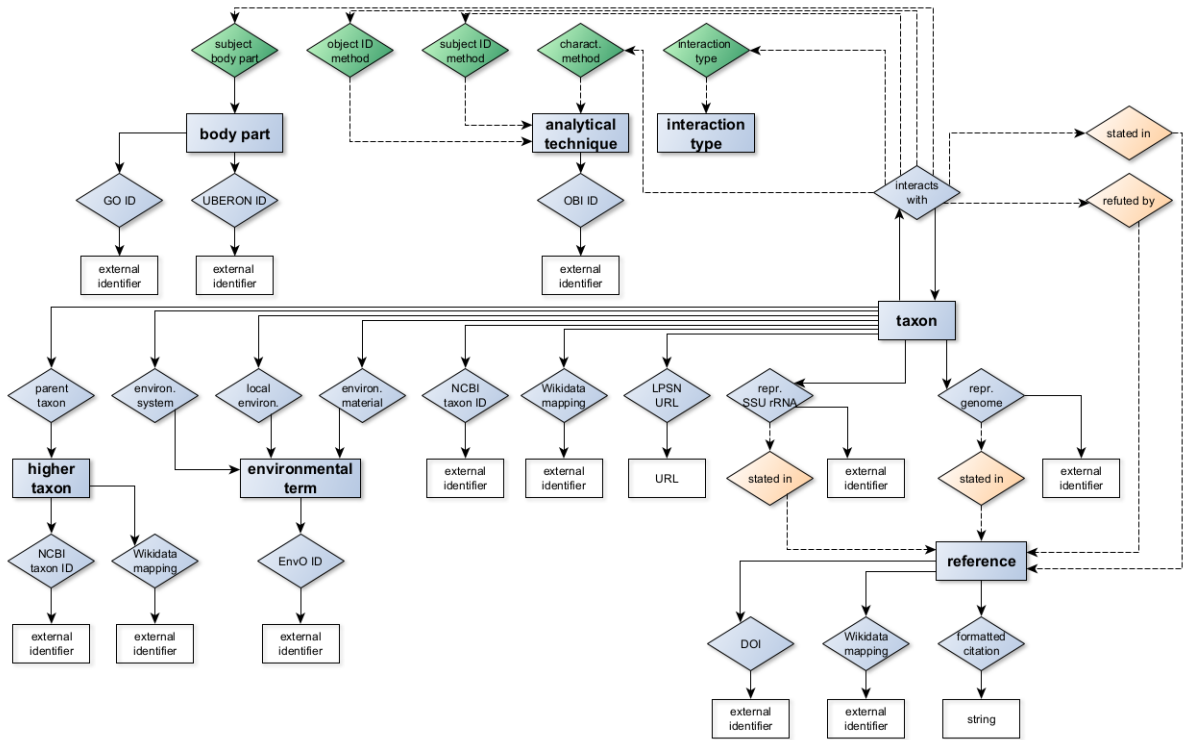 subject
body part
object ID
method
subject ID
method
charact.
method
interaction
type
body part
analytical
technique
interaction
type
stated in
GO ID
UBERON ID
OBI ID
interacts
with
refuted by
external
identifier
external
identifier
external
identifier
taxon
parent
taxon
environ.
system
local
environ.
environ.
material
NCBI
taxon ID
Wikidata
mapping
LPSN
URL
repr.
SSU rRNA
repr.
genome
higher
taxon
environmental
term
external
identifier
external
identifier
URL
stated in
external
identifier
stated in
external
identifier
NCBI
taxon ID
Wikidata
mapping
EnvO ID
reference
external
identifier
external
identifier
external
identifier
DOI
Wikidata
mapping
formatted
citation
external
identifier
external
identifier
string